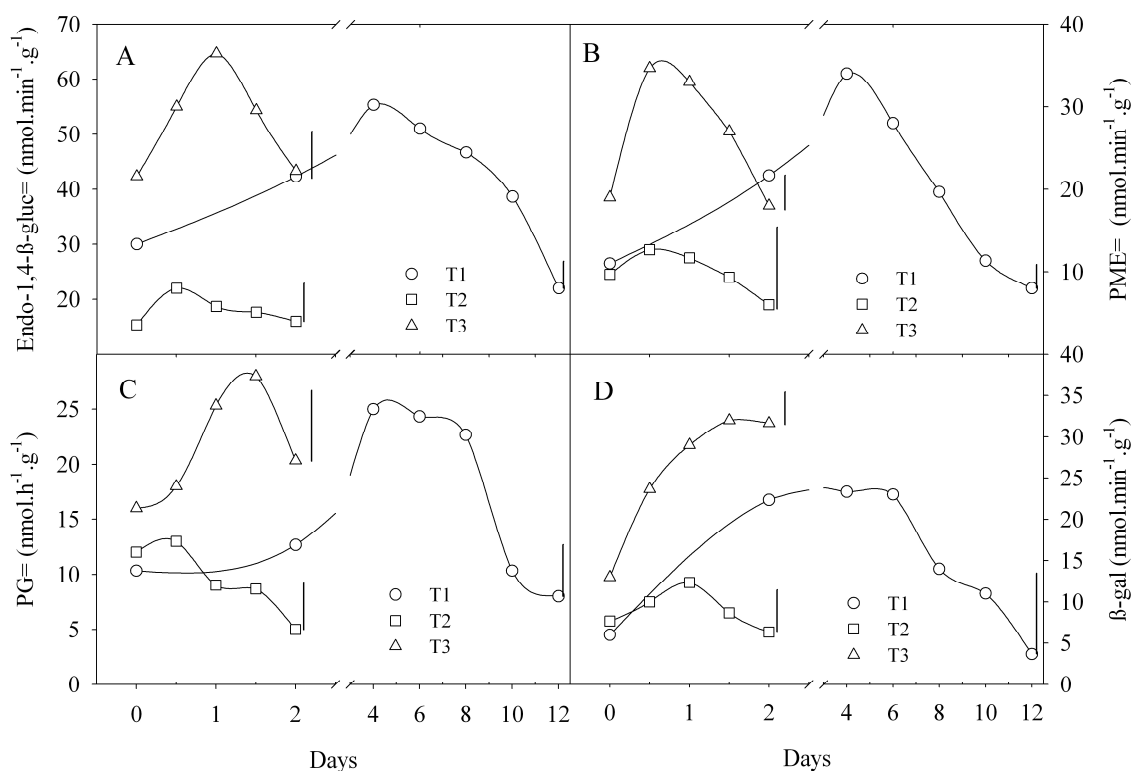 A
Endo-1,4-ß-gluc= (nmol.min⁻¹.g⁻¹)
70
60
50
40
30
20
T1
T2
T3
B
PME= (nmol.min⁻¹.g⁻¹)
40
30
20
10
T1
T2
T3
C
PG= (nmol.h⁻¹.g⁻¹)
25
20
15
10
5
0
T1
T2
T3
0 1 2 4 6 8 10 12
Days
D
ß-gal (nmol.min⁻¹.g⁻¹)
40
35
30
25
20
15
10
5
0
T1
T2
T3
0 1 2 4 6 8 10 12
Days